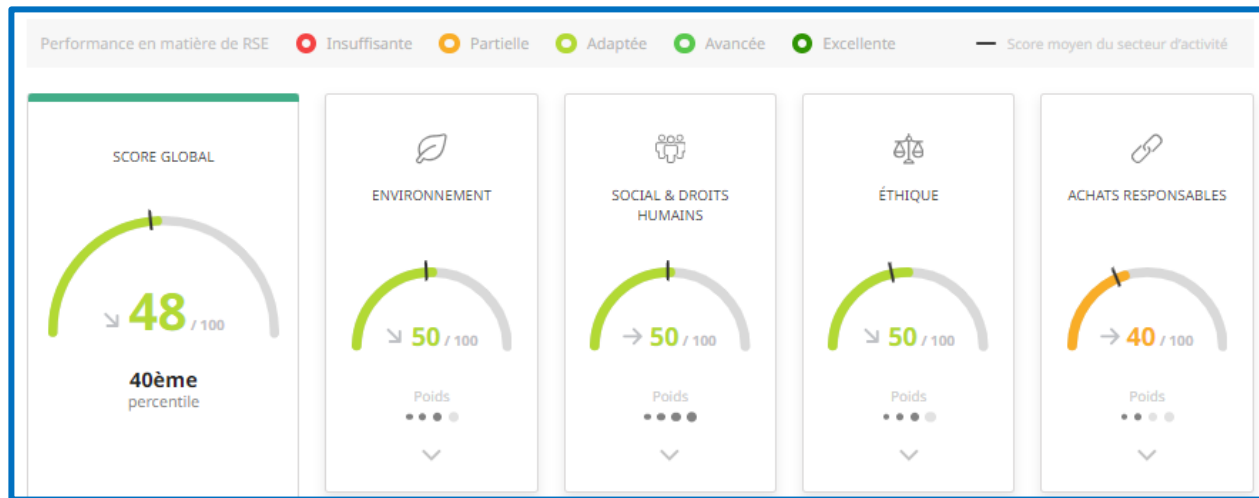 Performance en matière de RSE Insuffisante Partielle Adaptée Avancée Excellente Score moyen du secteur d'activité
SCORE GLOBAL
48 / 100
40ème
percentile
ENVIRONNEMENT
50 / 100
Poids
SOCIAL & DROITS
HUMAINS
50 / 100
Poids
ÉTHIQUE
50 / 100
Poids
ACHATS RESPONSABLES
40 / 100
Poids